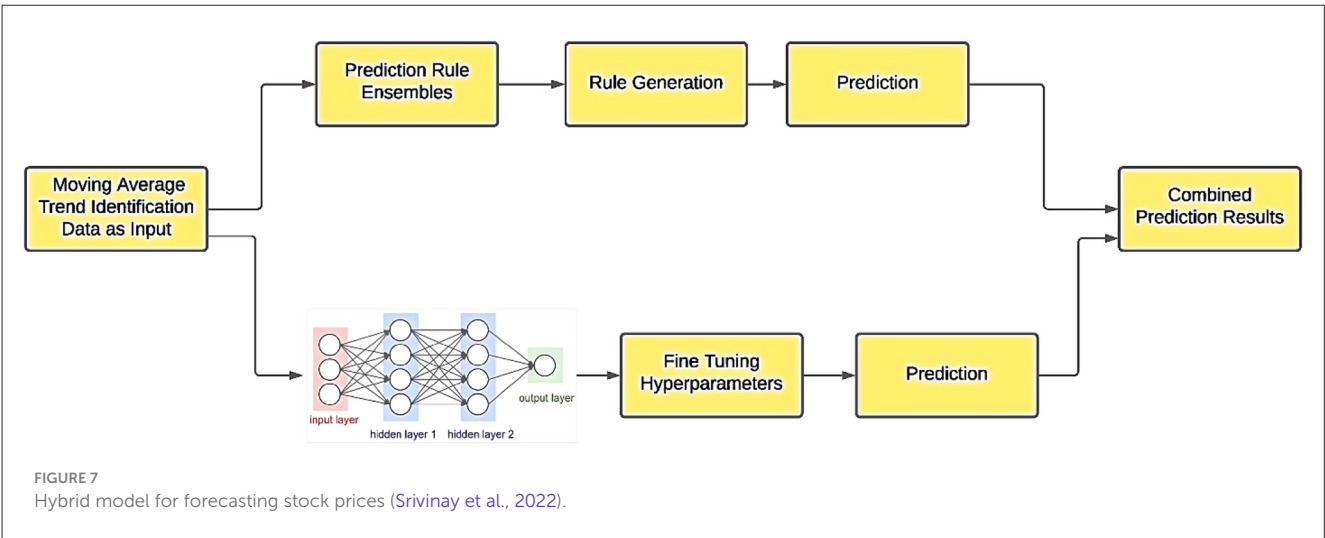 Prediction Rule
Ensembles
Rule Generation
Prediction
Moving Average
Trend Identification
Data as Input
Combined
Prediction Results
input layer
hidden layer 1
hidden layer 2
output layer
Fine Tuning
Hyperparameters
Prediction
FIGURE 7
Hybrid model for forecasting stock prices (Srivinay et al., 2022).